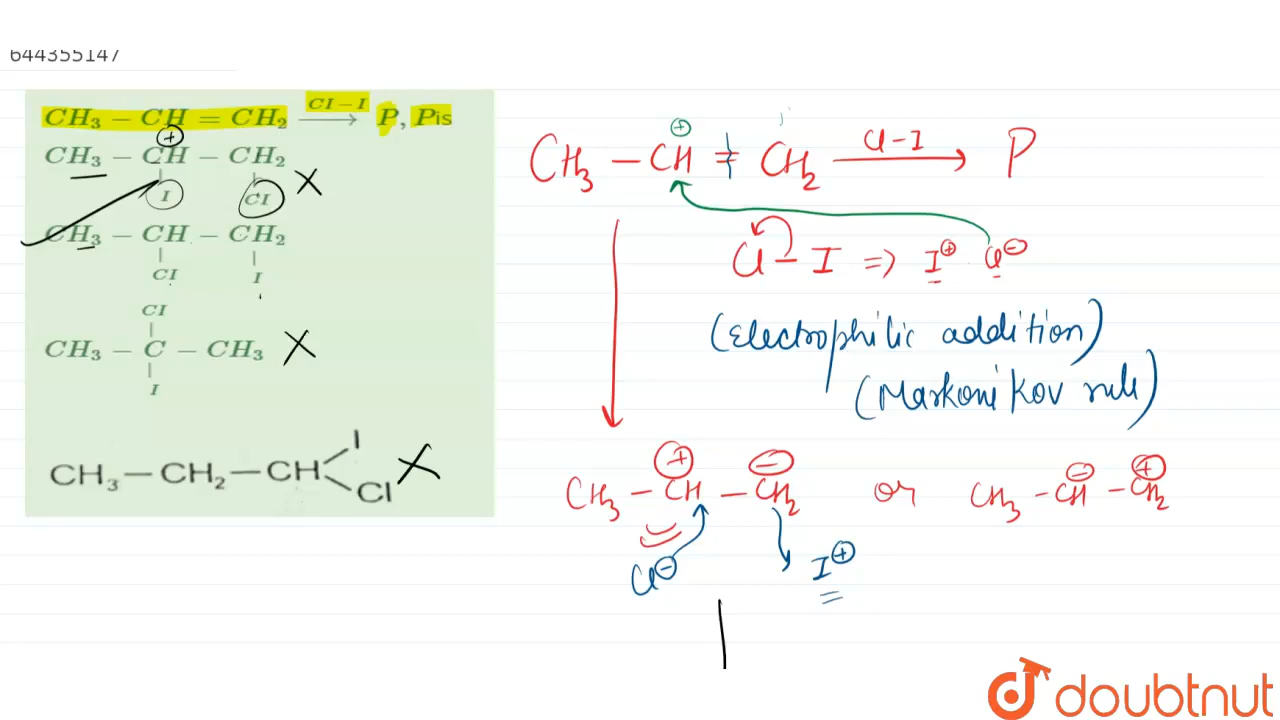 644355147
CH₃ − CH = CH₂ —CI−I→ P, P is
⊕
CH₃ − CH − CH₂
I CI
CH₃ − CH − CH₂
CI I
CI
CH₃ − C − CH₃
I
I
CH₃—CH₂—CH
Cl
⊕
CH₃ − CH = CH₂ —Cl−I→ P
Cl − I ⇒ I⊕ Cl⊖
(Electrophilic addition)
(Markoni Kov rule)
⊕ ⊖ ⊖ ⊕
CH₃ − CH − CH₂ or CH₃ − CH − CH₂
Cl⊖ I⊕
doubtnut